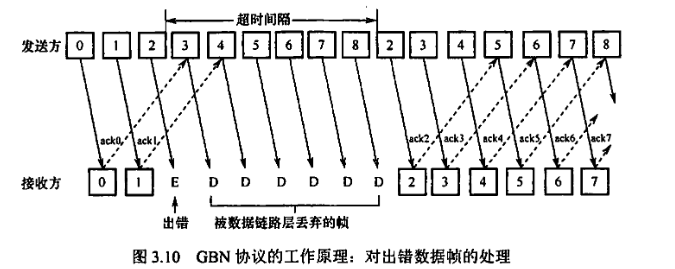 超时间隔
发送方 0 1 2 3 4 5 6 7 8 2 3 4 5 6 7 8
ack0 ack1 ack2 ack3 ack4 ack5 ack6 ack7
接收方 0 1 E D D D D D D 2 3 4 5 6 7
出错 被数据链路层丢弃的帧
图 3.10 GBN 协议的工作原理：对出错数据帧的处理